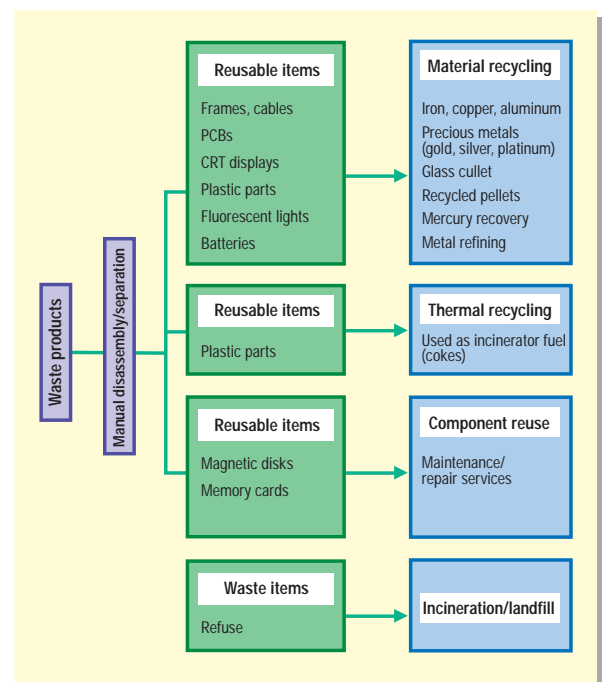 Waste products
Manual disassembly/separation
Reusable items
Frames, cables
PCBs
CRT displays
Plastic parts
Fluorescent lights
Batteries
Material recycling
Iron, copper, aluminum
Precious metals
(gold, silver, platinum)
Glass cullet
Recycled pellets
Mercury recovery
Metal refining
Reusable items
Plastic parts
Thermal recycling
Used as incinerator fuel
(cokes)
Reusable items
Magnetic disks
Memory cards
Component reuse
Maintenance/
repair services
Waste items
Refuse
Incineration/landfill